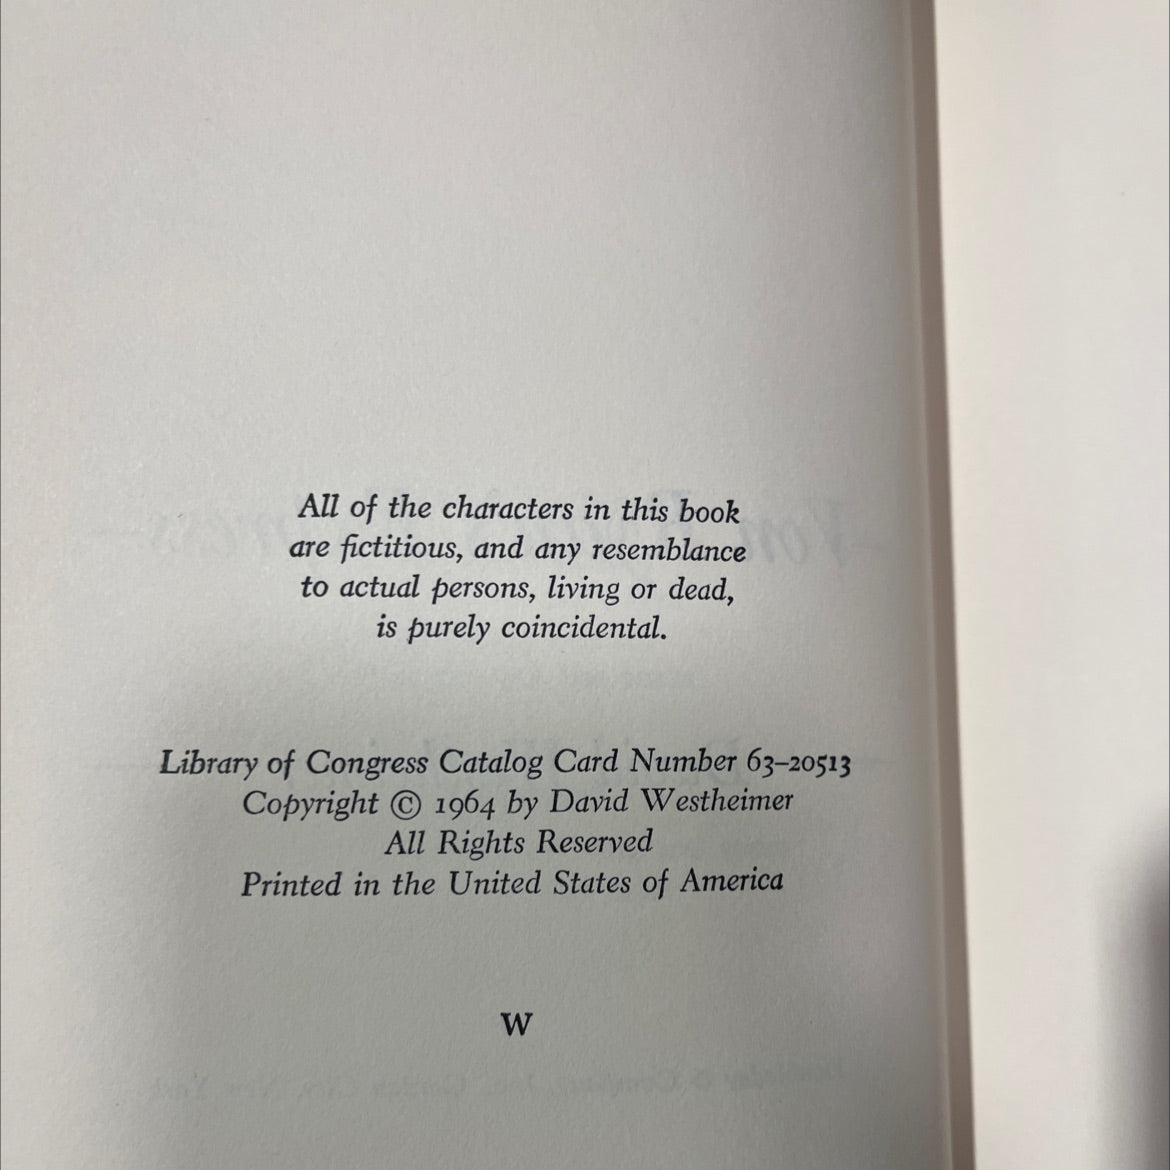 All of the characters in this book
are fictitious, and any resemblance
to actual persons, living or dead,
is purely coincidental.
Library of Congress Catalog Card Number 63–20513
Copyright © 1964 by David Westheimer
All Rights Reserved
Printed in the United States of America
W